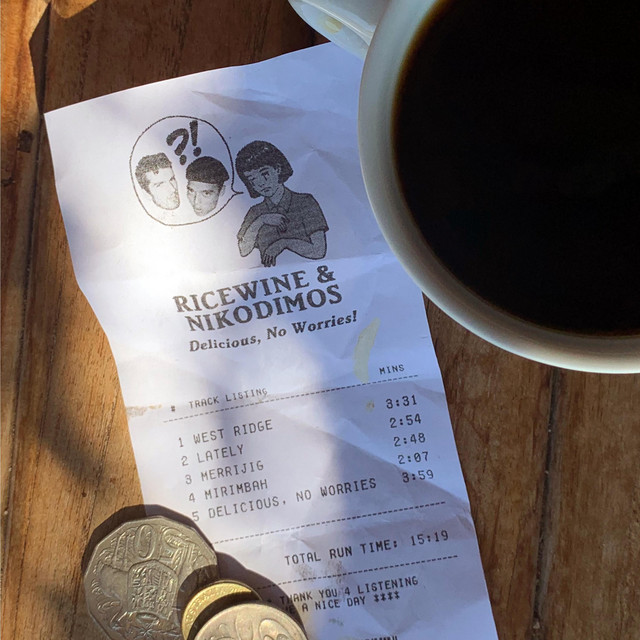 ?!
RICEWINE &
NIKODIMOS
Delicious, No Worries!
# TRACK LISTING MINS
1 WEST RIDGE 3:31
2 LATELY 2:54
3 MERRIJIG 2:48
4 MIRIMBAH 2:07
5 DELICIOUS, NO WORRIES 3:59
TOTAL RUN TIME: 15:19
THANK YOU 4 LIGTENING
A NICE DAY ****